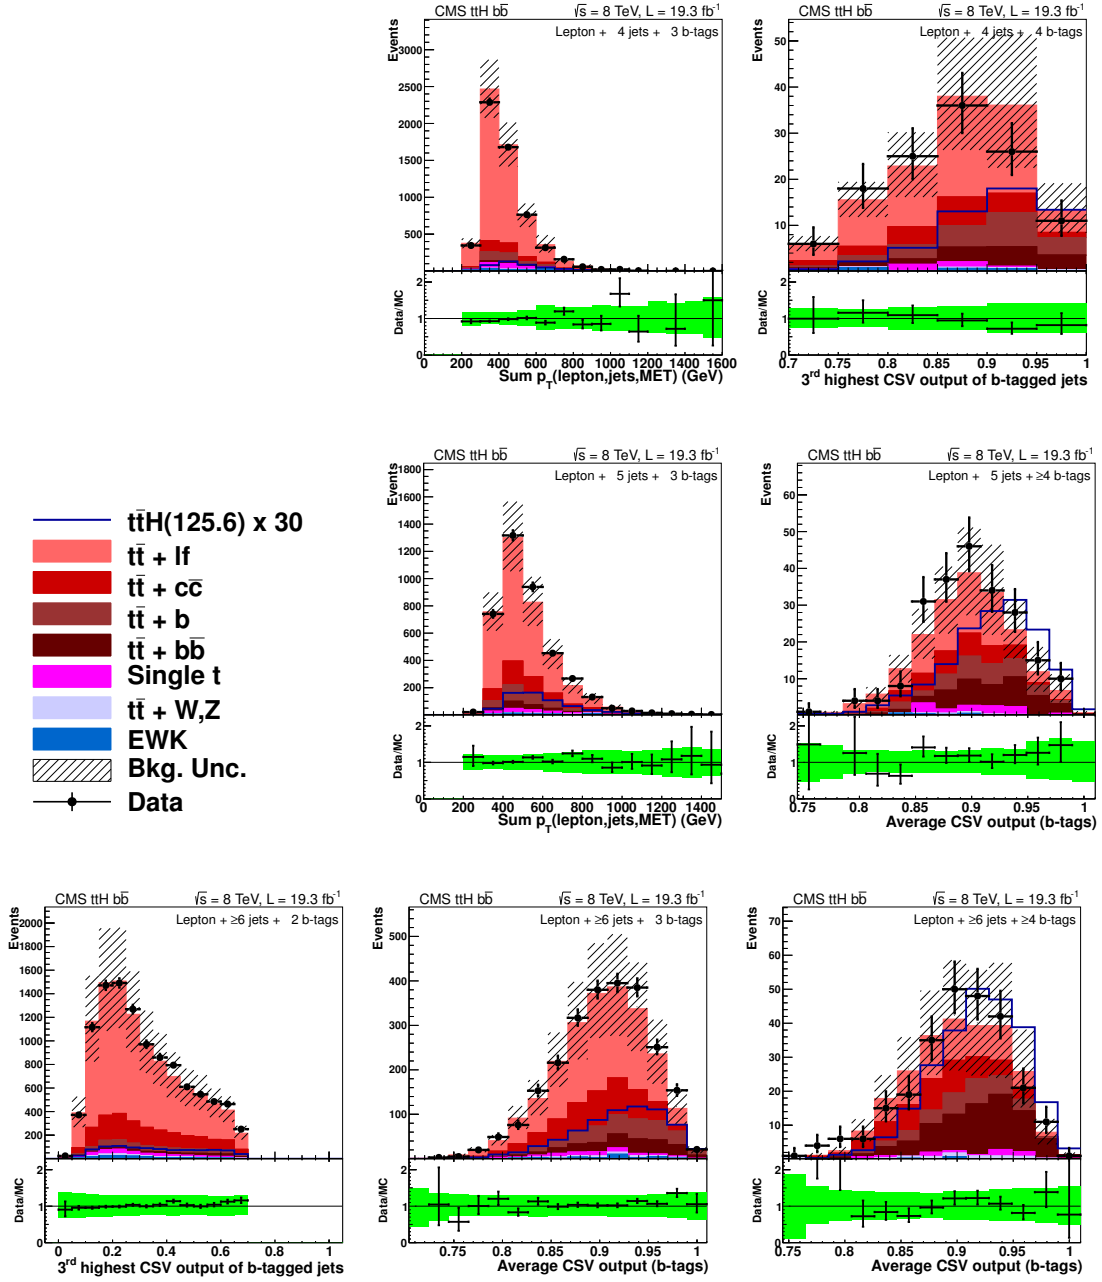 CMS ttH bb̅ √s = 8 TeV, L = 19.3 fb⁻¹
Lepton + 4 jets + 3 b-tags
Events
3000
2500
2000
1500
1000
500
Data/MC
2
1
0
0 200 400 600 800 1000 1200 1400 1600
Sum p_T(lepton,jets,MET) (GeV)
CMS ttH bb̅ √s = 8 TeV, L = 19.3 fb⁻¹
Lepton + 4 jets + 4 b-tags
Events
50
40
30
20
10
Data/MC
2
1
0
0.7 0.75 0.8 0.85 0.9 0.95 1
3rd highest CSV output of b-tagged jets
tt̅H(125.6) x 30
tt̅ + lf
tt̅ + cc̅
tt̅ + b
tt̅ + bb̅
Single t
tt̅ + W,Z
EWK
Bkg. Unc.
Data
CMS ttH bb̅ √s = 8 TeV, L = 19.3 fb⁻¹
Lepton + 5 jets + 3 b-tags
Events
1800
1600
1400
1200
1000
800
600
400
200
Data/MC
2
1
0
0 200 400 600 800 1000 1200 1400
Sum p_T(lepton,jets,MET) (GeV)
CMS ttH bb̅ √s = 8 TeV, L = 19.3 fb⁻¹
Lepton + 5 jets + ≥4 b-tags
Events
60
50
40
30
20
10
Data/MC
2
1
0
0.75 0.8 0.85 0.9 0.95 1
Average CSV output (b-tags)
CMS ttH bb̅ √s = 8 TeV, L = 19.3 fb⁻¹
Lepton + ≥6 jets + 2 b-tags
Events
2000
1800
1600
1400
1200
1000
800
600
400
200
Data/MC
2
1
0
0 0.2 0.4 0.6 0.8 1
3rd highest CSV output of b-tagged jets
CMS ttH bb̅ √s = 8 TeV, L = 19.3 fb⁻¹
Lepton + ≥6 jets + 3 b-tags
Events
500
400
300
200
100
Data/MC
2
1
0
0.75 0.8 0.85 0.9 0.95 1
Average CSV output (b-tags)
CMS ttH bb̅ √s = 8 TeV, L = 19.3 fb⁻¹
Lepton + ≥6 jets + ≥4 b-tags
Events
70
60
50
40
30
20
10
Data/MC
2
1
0
0.75 0.8 0.85 0.9 0.95 1
Average CSV output (b-tags)